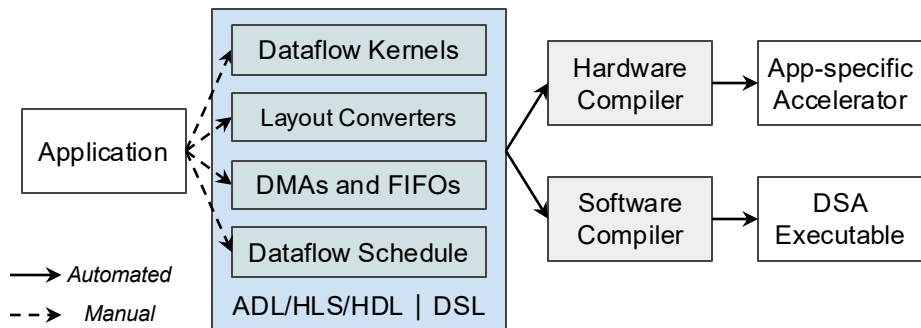 Application
Dataflow Kernels
Layout Converters
DMAs and FIFOs
Dataflow Schedule
ADL/HLS/HDL | DSL
Hardware
Compiler
App-specific
Accelerator
Software
Compiler
DSA
Executable
Automated
Manual